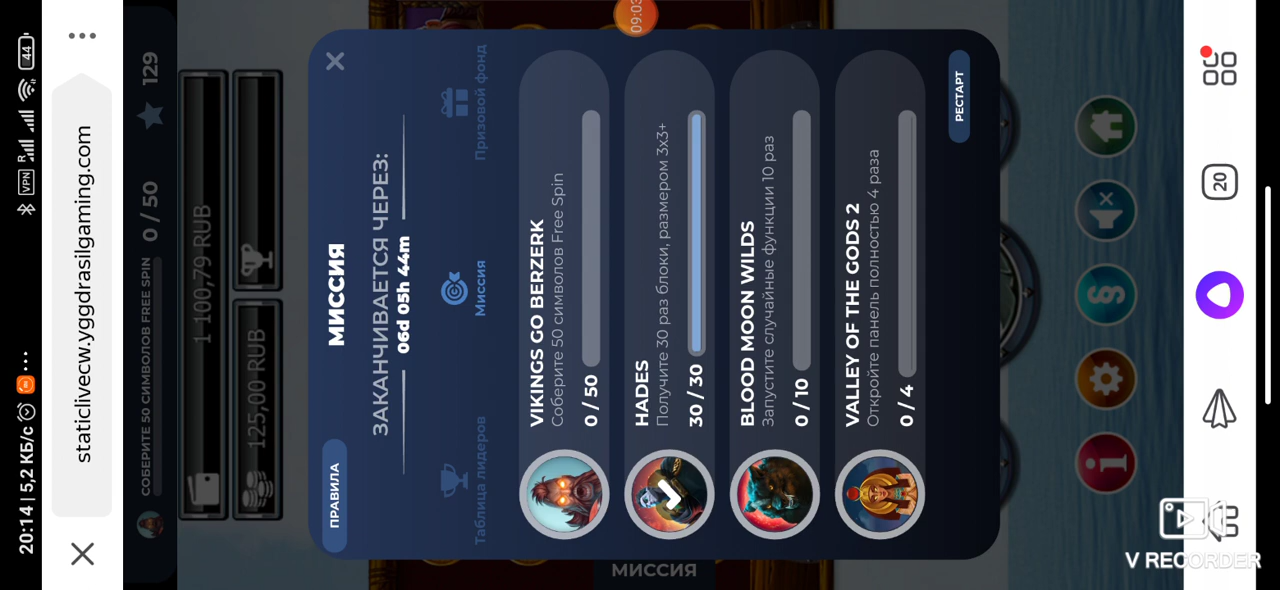 20:14 | 5,2 КБ/с
VPN
R
44
staticlivecw.yggdrasilgaming.com
20
09:03
СОБЕРИТЕ 50 СИМВОЛОВ FREE SPIN
0 / 50
129
1 100,79 RUB
125,00 RUB
ПРАВИЛА
МИССИЯ
ЗАКАНЧИВАЕТСЯ ЧЕРЕЗ:
06d 05h 44m
Таблица лидеров
Миссия
Призовой фонд
VIKINGS GO BERZERK
Соберите 50 символов Free Spin
0 / 50
HADES
Получите 30 раз блоки, размером 3x3+
30 / 30
BLOOD MOON WILDS
Запустите случайные функции 10 раз
0 / 10
VALLEY OF THE GODS 2
Откройте панель полностью 4 раза
0 / 4
РЕСТАРТ
МИССИЯ
V RECORDER